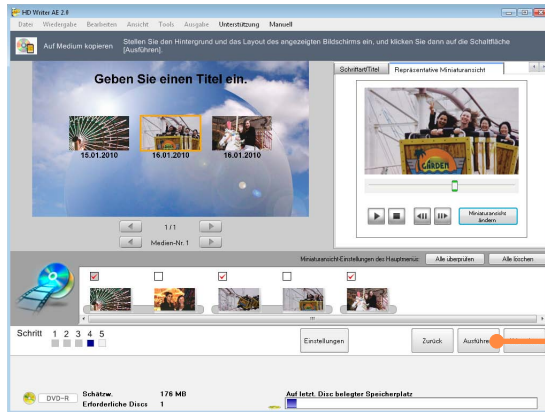 HD Writer AE 2.0
Datei Wiedergabe Bearbeiten Ansicht Tools Ausgabe Unterstützung Manuell
Auf Medium kopieren
Stellen Sie den Hintergrund und das Layout des angezeigten Bildschirms ein, und klicken Sie dann auf die Schaltfläche
[Ausführen].
Geben Sie einen Titel ein.
15.01.2010 16.01.2010 16.01.2010
1/1
Medien-Nr. 1
Schriftart/Titel Repräsentative Miniaturansicht
GARDEN
Miniaturansicht
ändern
Miniaturansicht-Einstellungen des Hauptmenüs Alle überprüfen Alle löschen
Schritt 1 2 3 4 5
Einstellungen Zurück Ausführe
DVD-R
Schätzw. 176 MB
Erforderliche Discs 1
Auf letzt. Disc belegter Speicherplatz